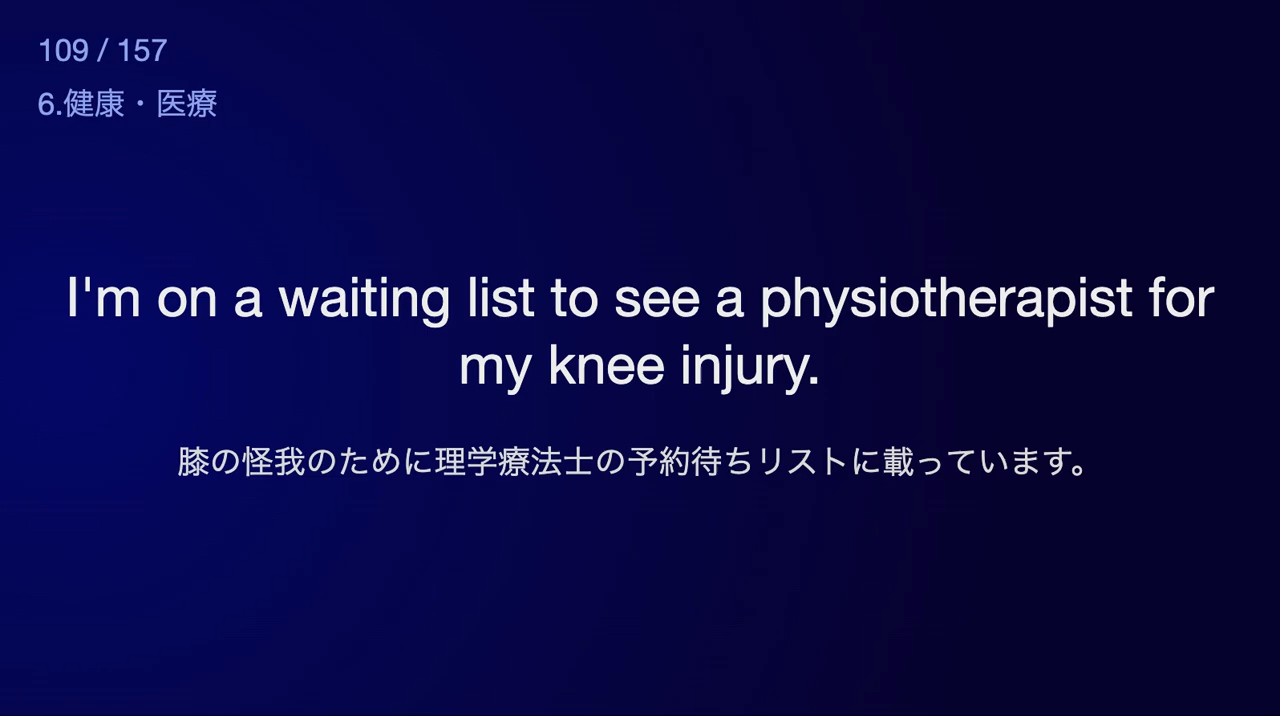 109 / 157
6.健康・医療
I'm on a waiting list to see a physiotherapist for
my knee injury.
膝の怪我のために理学療法士の予約待ちリストに載っています。